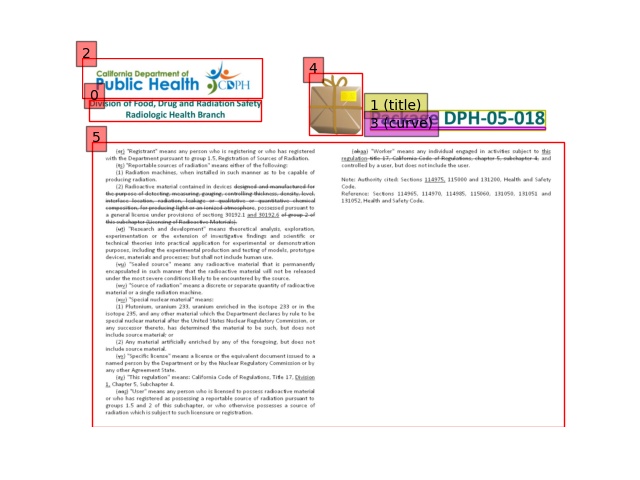 2
California Department of
Public Health
CDPH
0
Division of Food, Drug and Radiation Safety
Radiologic Health Branch
4
1 (title)
DPH-05-018
3 (curve)
5
"Registrant" means any person who is registering or who has registered
with the Department pursuant to group 1.5, Registration of Sources of Radiation.
"Reportable sources of radiation" means either of the following:
(1) Radiation machines, when installed in such manner as to be capable of
producing radiation.
(2) Radioactive material contained in devices designed and manufactured for
the purpose of detecting, measuring, gauging, controlling thickness, density, level,
interface location, radiation, leakage or qualitative or quantitative chemical
composition, for producing light or an ionized atmosphere, possessed pursuant to
a general license under provisions of sections 30192.1 and 30192.6 of group 2 of
this subchapter (Licensing of Radioactive Materials).
"Research and development" means theoretical analysis, exploration,
experimentation or the extension of investigative findings and scientific or
technical theories into practical application for experimental or demonstration
purposes, including the experimental production and testing of models, prototype
devices, materials and processes; but shall not include human use.
"Sealed source" means any radioactive material that is permanently
encapsulated in such manner that the radioactive material will not be released
under the most severe conditions likely to be encountered by the source.
"Source of radiation" means a discrete or separate quantity of radioactive
material or a single radiation machine.
"Special nuclear material" means:
(1) Plutonium, uranium 233, uranium enriched in the isotope 233 or in the
isotope 235, and any other material which the Department declares by rule to be
special nuclear material after the United States Nuclear Regulatory Commission, or
any successor thereto, has determined the material to be such, but does not
include source material; or
(2) Any material artificially enriched by any of the foregoing, but does not
include source material.
"Specific license" means a license or the equivalent document issued to a
named person by the Department or by the Nuclear Regulatory Commission or by
any other Agreement State.
"This regulation" means: California Code of Regulations, Title 17, Division
1, Chapter 5, Subchapter 4.
"User" means any person who is licensed to possess radioactive material
or who has registered as possessing a reportable source of radiation pursuant to
groups 1.5 and 2 of this subchapter, or who otherwise possesses a source of
radiation which is subject to such licensure or registration.
"Worker" means any individual engaged in activities subject to this
regulation title 17, California Code of Regulations, chapter 5, subchapter 4, and
controlled by a user, but does not include the user.
Note: Authority cited: Sections 114975, 115000 and 131200, Health and Safety
Code.
Reference: Sections 114965, 114970, 114985, 115060, 131050, 131051 and
131052, Health and Safety Code.